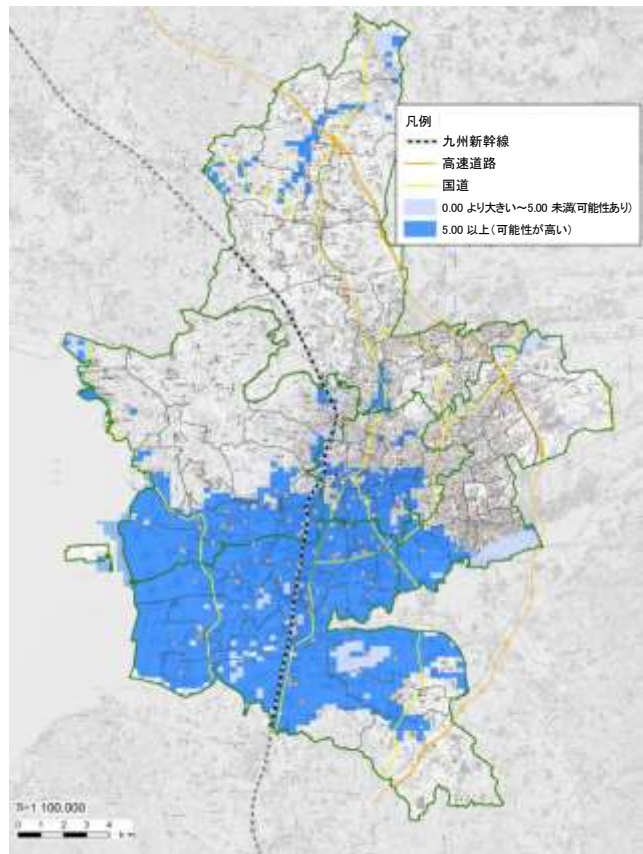 凡例
九州新幹線
高速道路
国道
0.00 より大きい～5.00 未満(可能性あり)
5.00 以上(可能性が高い)
S=1 100,000
0 1 2 3 4
km